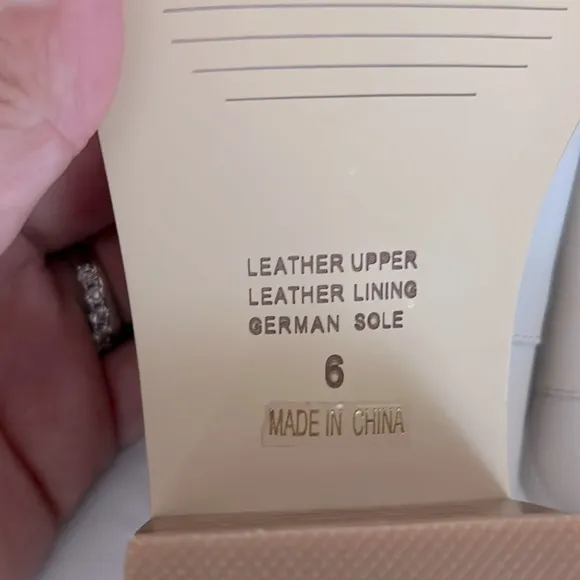 LEATHER UPPER
LEATHER LINING
GERMAN SOLE
6
MADE IN CHINA